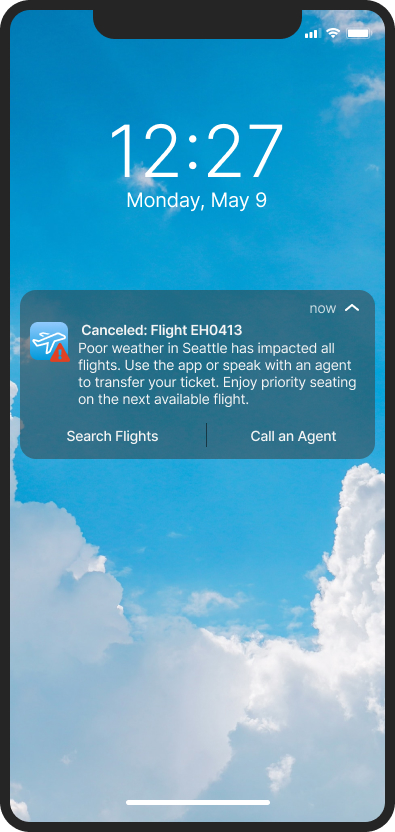 12:27
Monday, May 9
now
Canceled: Flight EH0413
Poor weather in Seattle has impacted all
flights. Use the app or speak with an agent
to transfer your ticket. Enjoy priority seating
on the next available flight.
Search Flights
Call an Agent